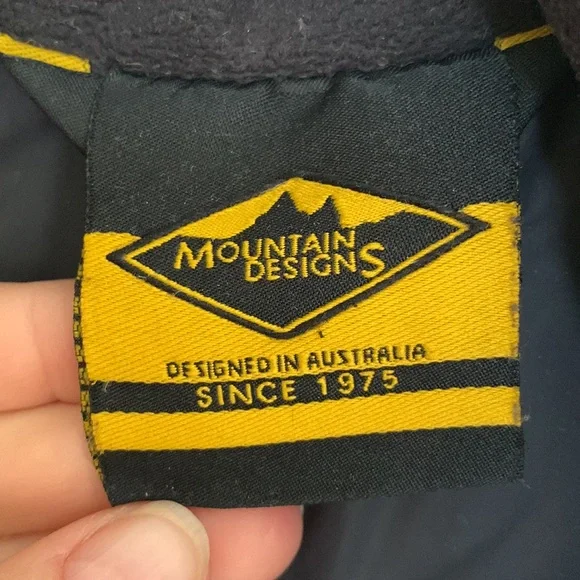 MOUNTAIN
DESIGNS
DESIGNED IN AUSTRALIA
SINCE 1975